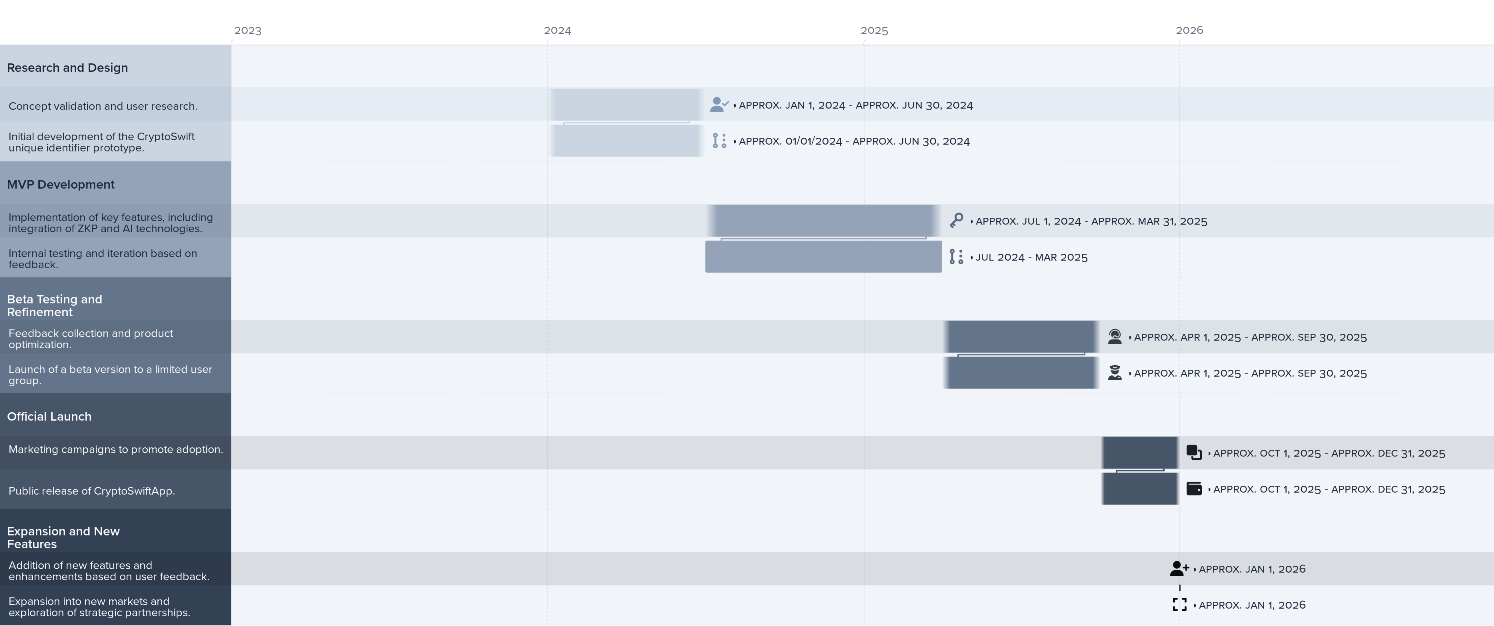 2023 2024 2025 2026
Research and Design
Concept validation and user research. • APPROX. JAN 1, 2024 - APPROX. JUN 30, 2024
Initial development of the CryptoSwift
unique identifier prototype. • APPROX. 01/01/2024 - APPROX. JUN 30, 2024
MVP Development
Implementation of key features, including
integration of ZKP and AI technologies. • APPROX. JUL 1, 2024 - APPROX. MAR 31, 2025
Internal testing and iteration based on
feedback. • JUL 2024 - MAR 2025
Beta Testing and
Refinement
Feedback collection and product
optimization. • APPROX. APR 1, 2025 - APPROX. SEP 30, 2025
Launch of a beta version to a limited user
group. • APPROX. APR 1, 2025 - APPROX. SEP 30, 2025
Official Launch
Marketing campaigns to promote adoption. • APPROX. OCT 1, 2025 - APPROX. DEC 31, 2025
Public release of CryptoSwiftApp. • APPROX. OCT 1, 2025 - APPROX. DEC 31, 2025
Expansion and New
Features
Addition of new features and
enhancements based on user feedback. • APPROX. JAN 1, 2026
Expansion into new markets and
exploration of strategic partnerships. • APPROX. JAN 1, 2026